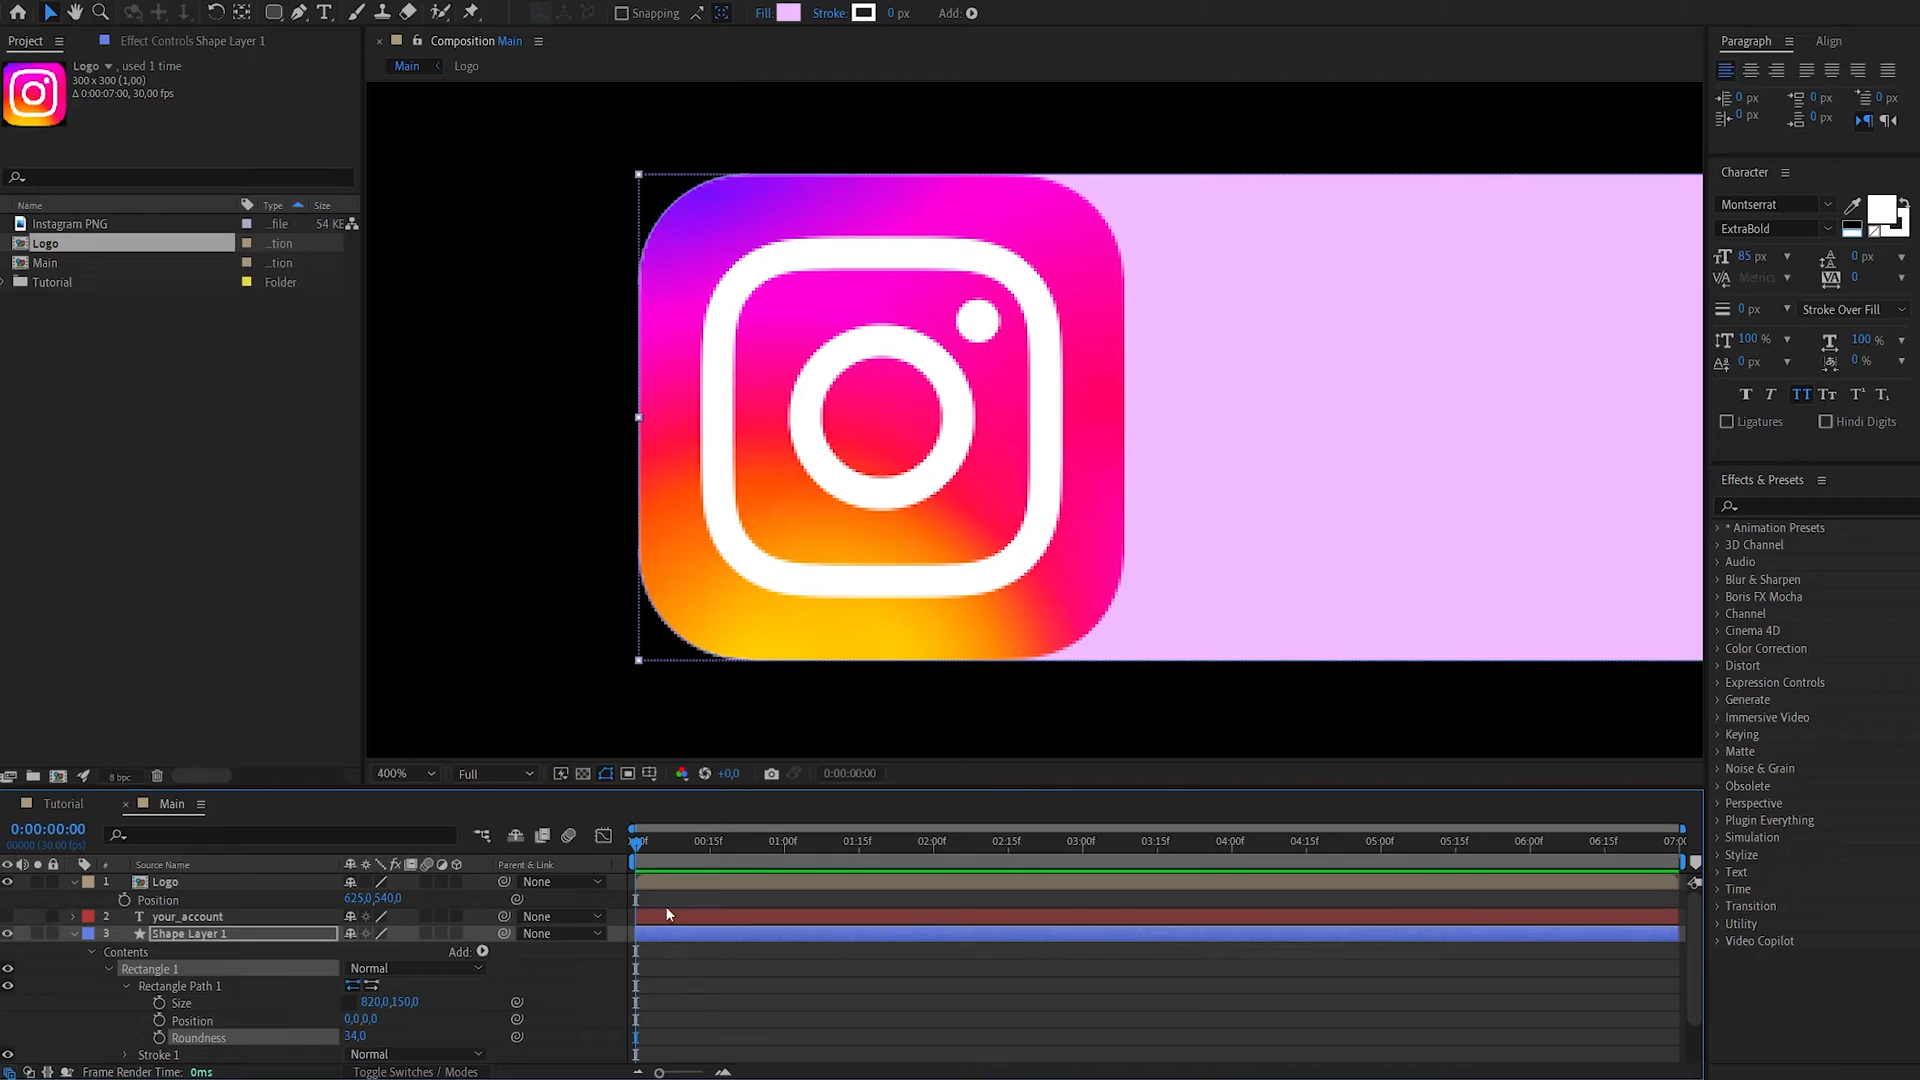 Snapping
Fill:
Stroke:
0 px
Add:
Project
Effect Controls Shape Layer 1
Composition Main
Paragraph
Align
Logo , used 1 time
300 x 300 (1,00)
Δ 0:00:07:00, 30,00 fps
Main
Logo
0 px
0 px
0 px
0 px
0 px
Character
Montserrat
ExtraBold
85 px
0 px
Metrics
0
0 px
Stroke Over Fill
100 %
100 %
0 px
0 %
T T TT Tт T¹ T₁
Ligatures
Hindi Digits
Name
Type
Size
Instagram PNG
...file
54 KE
Logo
...tion
Main
...tion
Tutorial
Folder
Effects & Presets
* Animation Presets
3D Channel
Audio
Blur & Sharpen
Boris FX Mocha
Channel
Cinema 4D
Color Correction
Distort
Expression Controls
Generate
Immersive Video
Keying
Matte
Noise & Grain
Obsolete
Perspective
Plugin Everything
Simulation
Stylize
Text
Time
Transition
Utility
Video Copilot
8 bpc
400%
Full
+0,0
0:00:00:00
Tutorial
Main
0:00:00:00
00000 (30.00 fps)
:00f
00:15f
01:00f
01:15f
02:00f
02:15f
03:00f
03:15f
04:00f
04:15f
05:00f
05:15f
06:00f
06:15f
07:00
#
Source Name
Parent & Link
1
Logo
None
Position
625,0,540,0
2
T
your_account
None
3
Shape Layer 1
None
Contents
Add:
Rectangle 1
Normal
Rectangle Path 1
Size
820,0,150,0
Position
0,0,0,0
Roundness
34,0
Stroke 1
Normal
Frame Render Time: 0ms
Toggle Switches / Modes